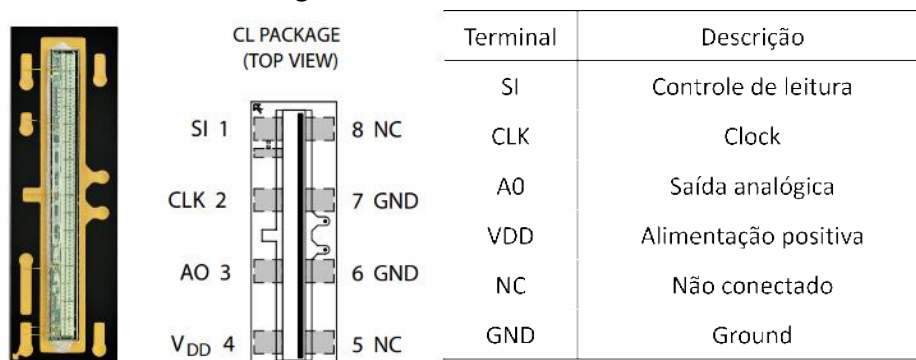 CL PACKAGE
(TOP VIEW)
SI 1
8 NC
CLK 2
7 GND
AO 3
6 GND
VDD 4
5 NC
Terminal Descrição
SI Controle de leitura
CLK Clock
A0 Saída analógica
VDD Alimentação positiva
NC Não conectado
GND Ground